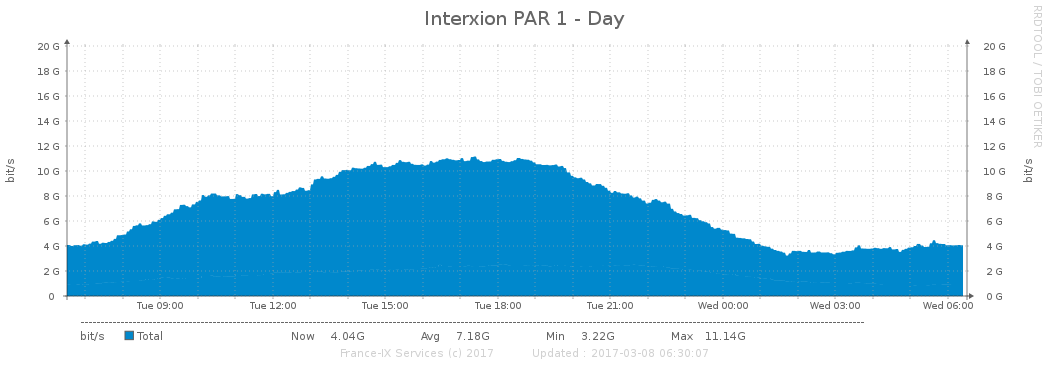 Interxion PAR 1 - Day
RRDTOOL / TOBI OETIKER
bit/s
bit/s
20 G 20 G
18 G 18 G
16 G 16 G
14 G 14 G
12 G 12 G
10 G 10 G
8 G 8 G
6 G 6 G
4 G 4 G
2 G 2 G
0 0 G
Tue 09:00 Tue 12:00 Tue 15:00 Tue 18:00 Tue 21:00 Wed 00:00 Wed 03:00 Wed 06:00
bit/s Total Now 4.04G Avg 7.18G Min 3.22G Max 11.14G
France-IX Services (c) 2017 Updated : 2017-03-08 06:30:07